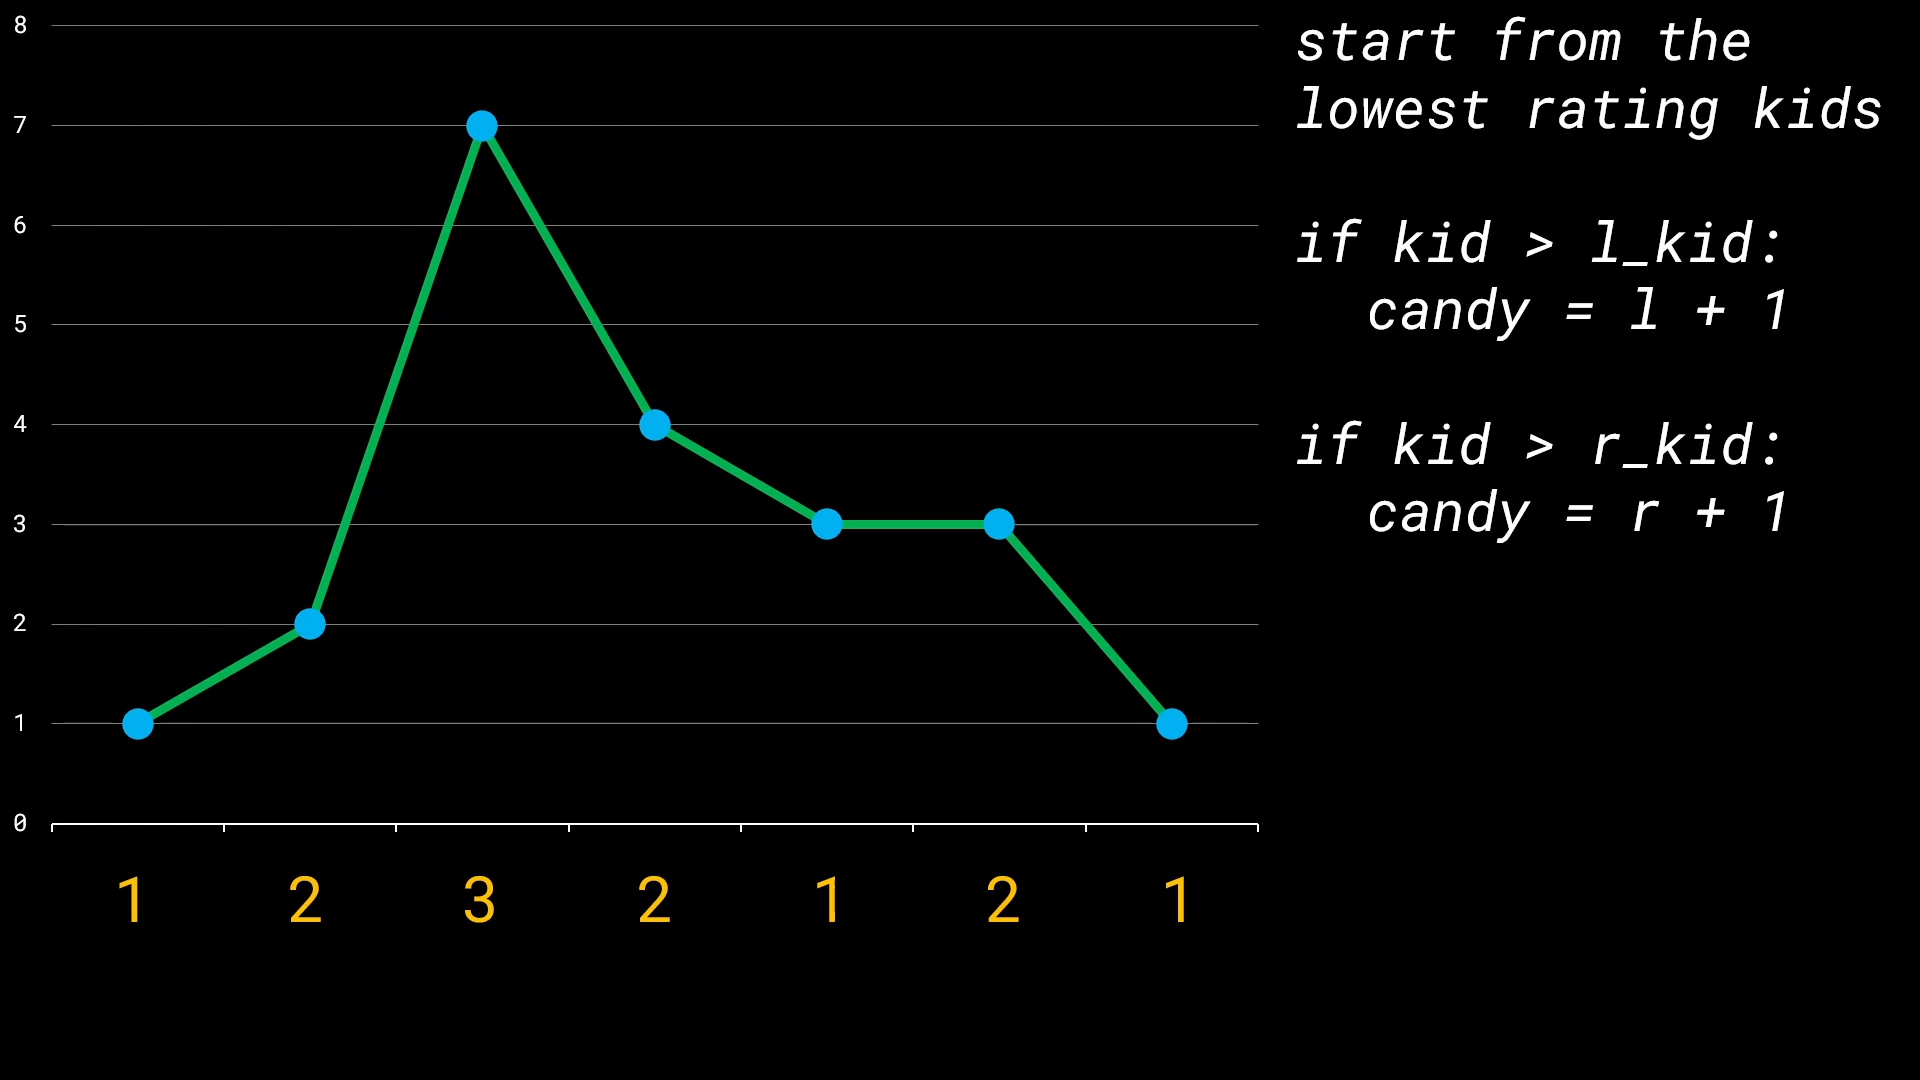 8
7
6
5
4
3
2
1
0
1 2 3 2 1 2 1
start from the
lowest rating kids
if kid > l_kid:
candy = l + 1
if kid > r_kid:
candy = r + 1